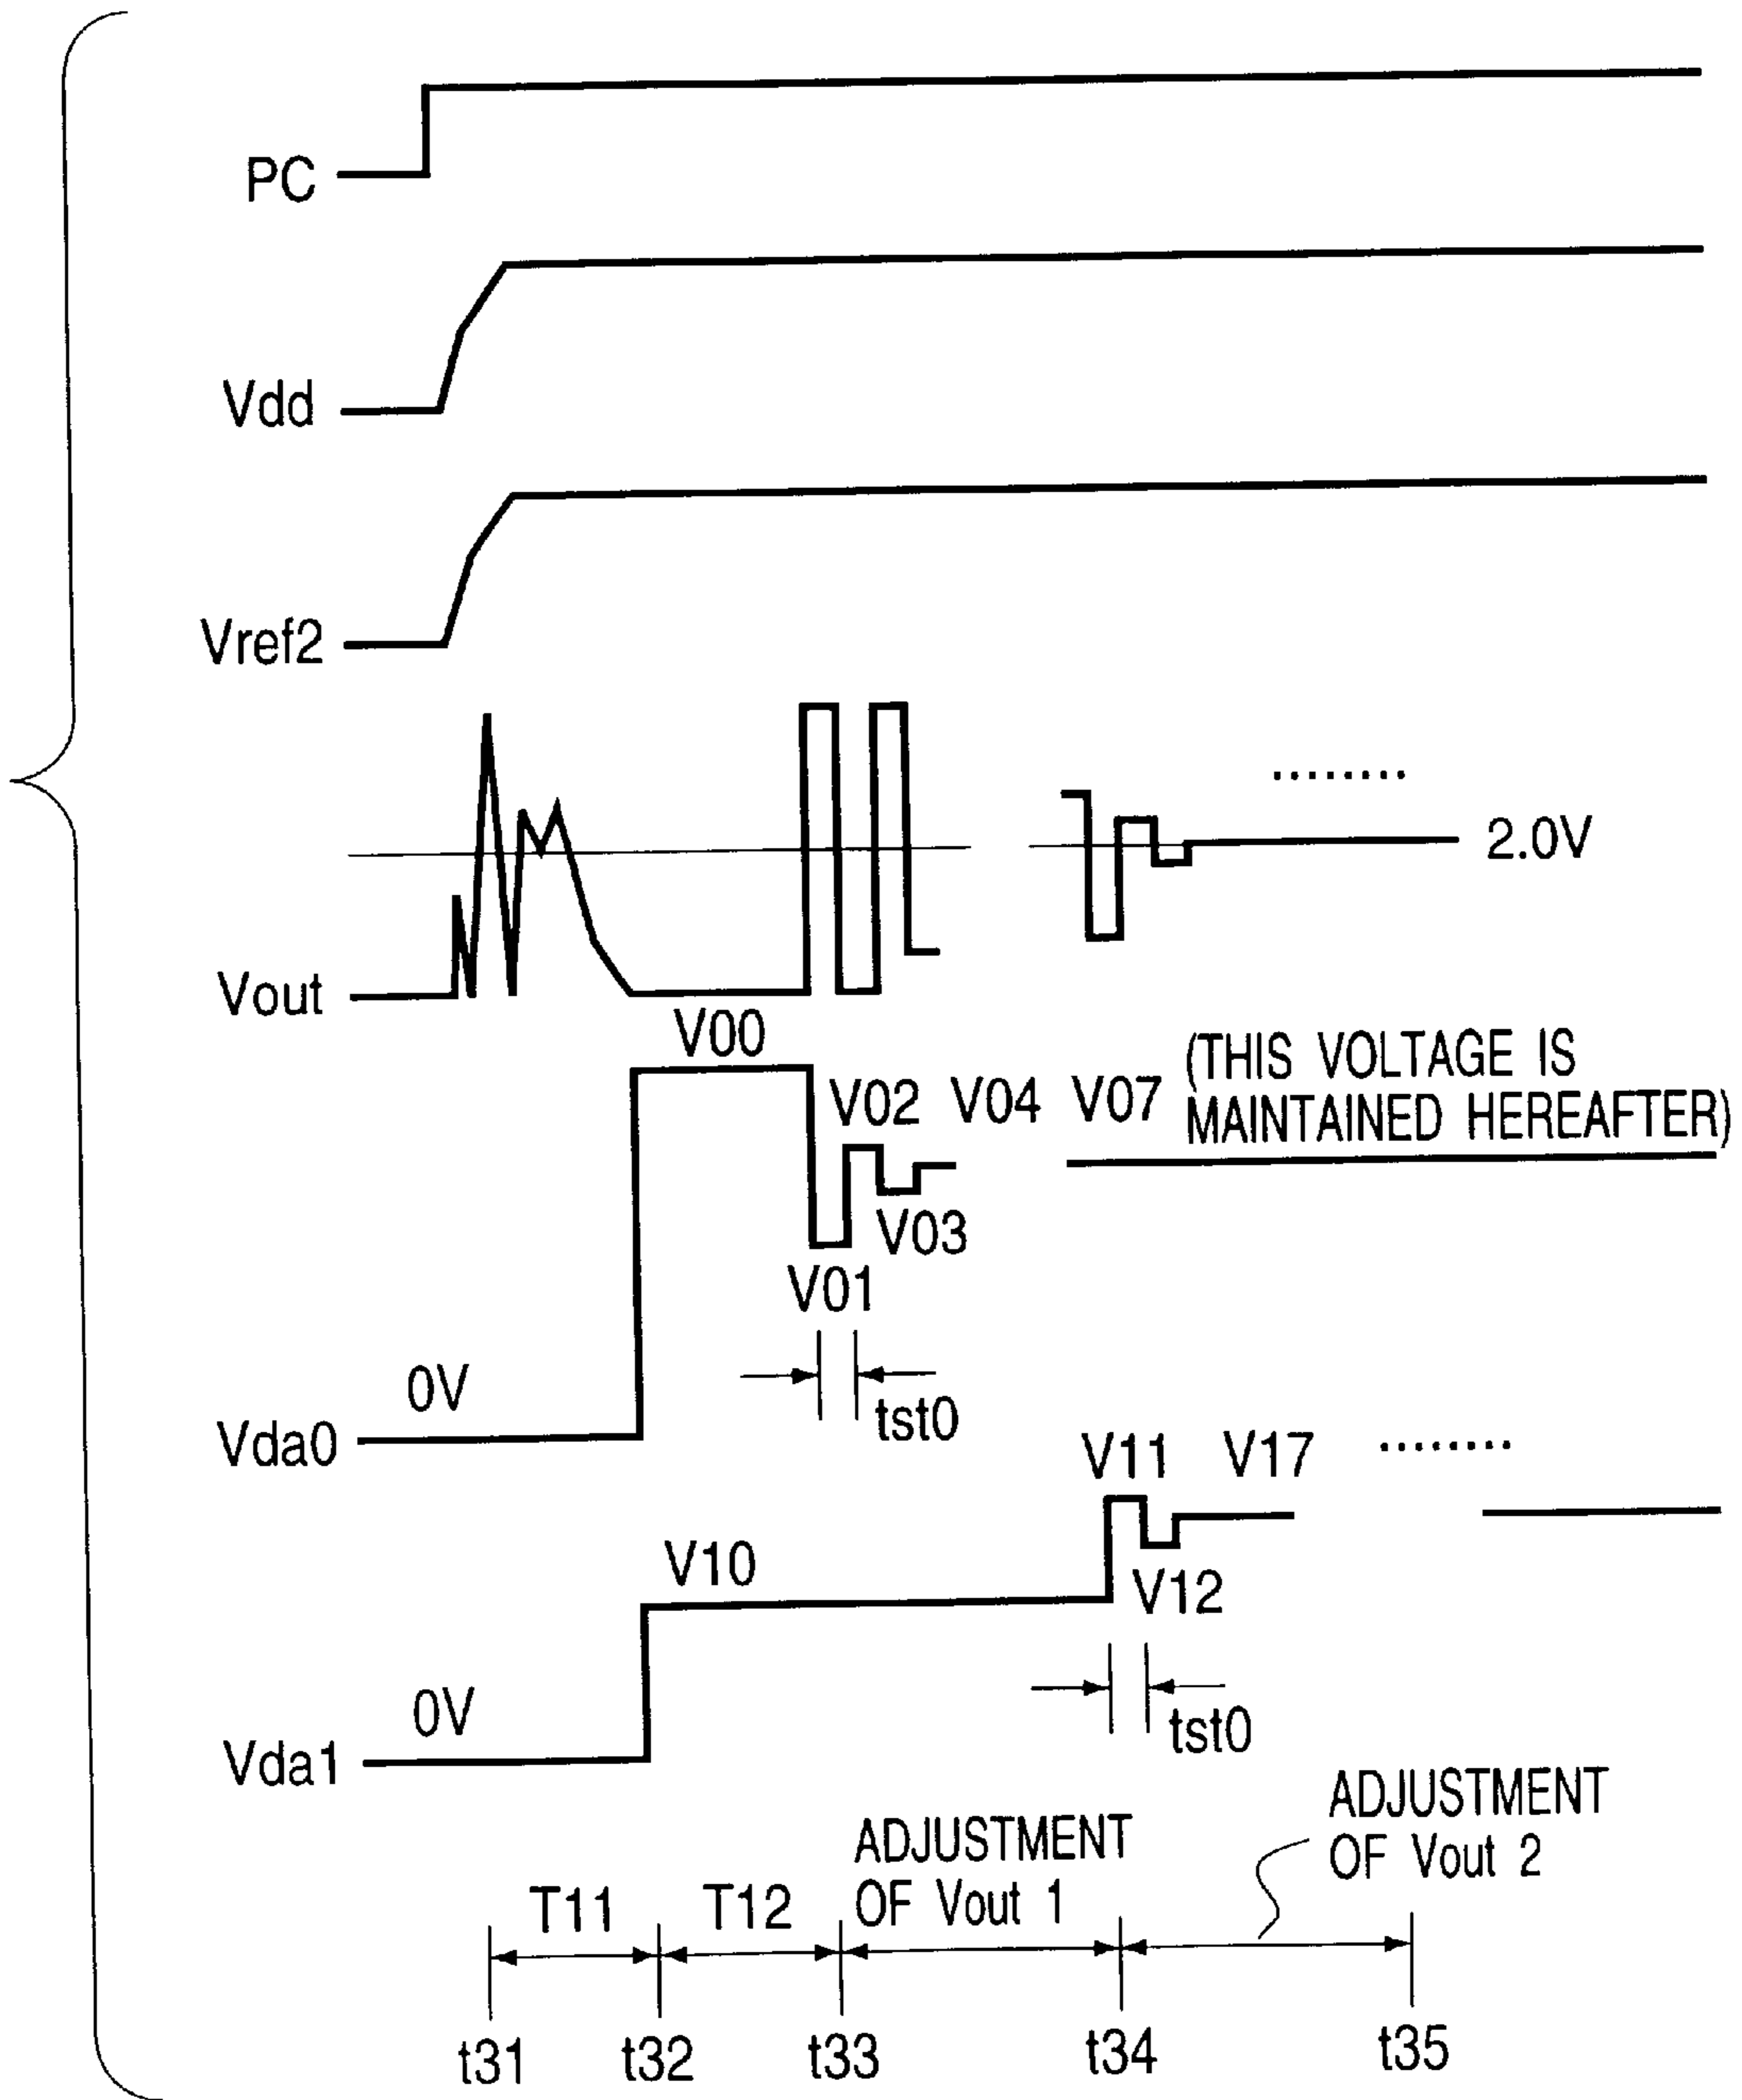 PC
Vdd
Vref2
2.0V
Vout
V00
(THIS VOLTAGE IS
MAINTAINED HEREAFTER)
V02 V04 V07
V03
V01
0V
tst0
Vda0
V11 V17
V10
V12
0V
tst0
Vda1
ADJUSTMENT
OF Vout 2
ADJUSTMENT
OF Vout 1
T11 T12
t31 t32 t33 t34 t35